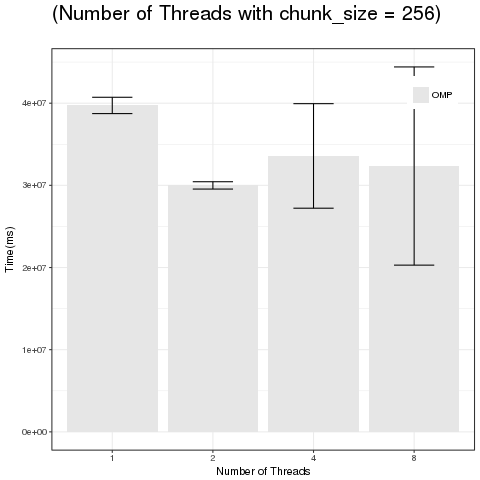 (Number of Threads with chunk_size = 256)
4e+07
3e+07
2e+07
1e+07
0e+00
Time(ms)
OMP
1 2 4 8
Number of Threads